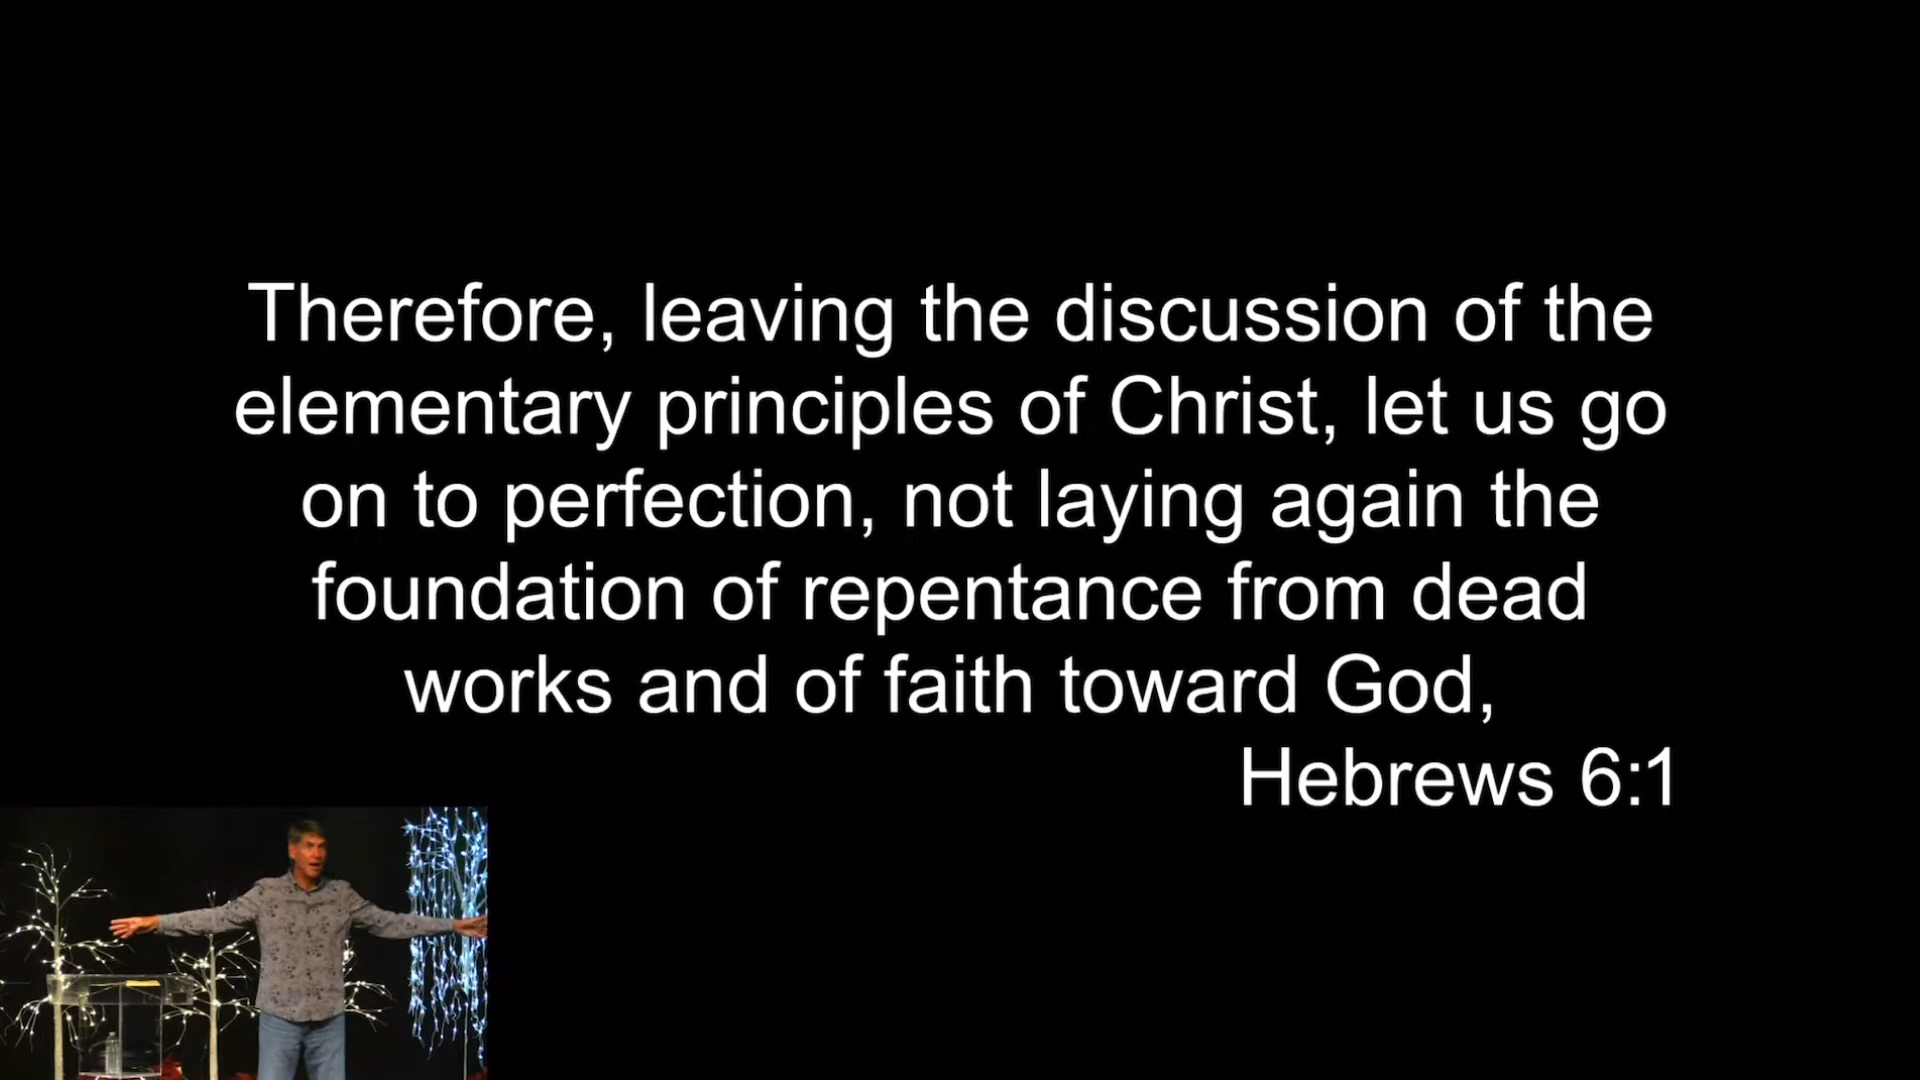 Therefore, leaving the discussion of the
elementary principles of Christ, let us go
on to perfection, not laying again the
foundation of repentance from dead
works and of faith toward God,
Hebrews 6:1